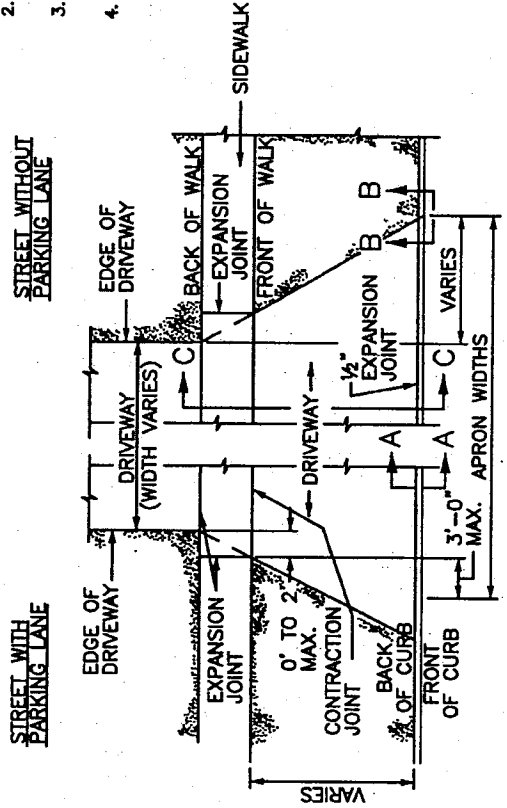 2.
3.
4.
STREET WITH
PARKING LANE
STREET WITHOUT
PARKING LANE
EDGE OF
DRIVEWAY
EDGE OF
DRIVEWAY
DRIVEWAY
(WIDTH VARIES)
BACK OF WALK
EXPANSION
JOINT
FRONT OF WALK
SIDEWALK
C
EXPANSION
JOINT
0' TO 2'
MAX.
CONTRACTION
JOINT
DRIVEWAY
½"
EXPANSION
JOINT
B
B
BACK
OF CURB
FRONT
OF CURB
VARIES
3'-0"
MAX.
A
A
C
VARIES
APRON WIDTHS